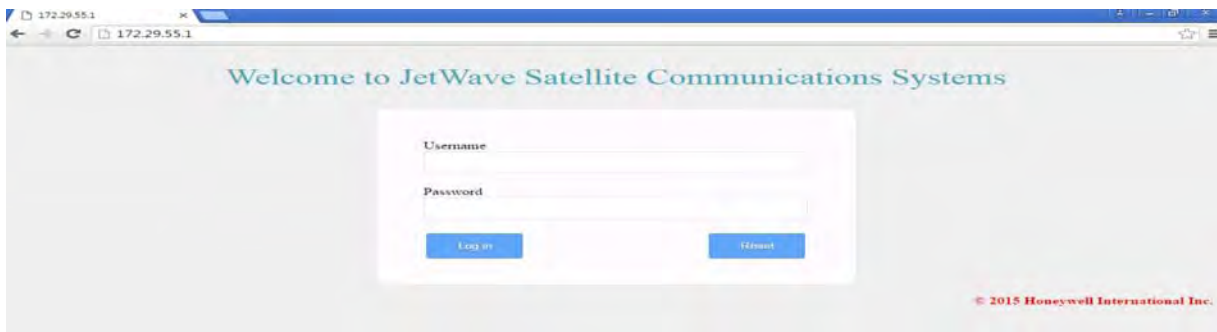 172.29.55.1
172.29.55.1
Welcome to JetWave Satellite Communications Systems
Username
Password
Log in
Reset
© 2015 Honeywell International Inc.